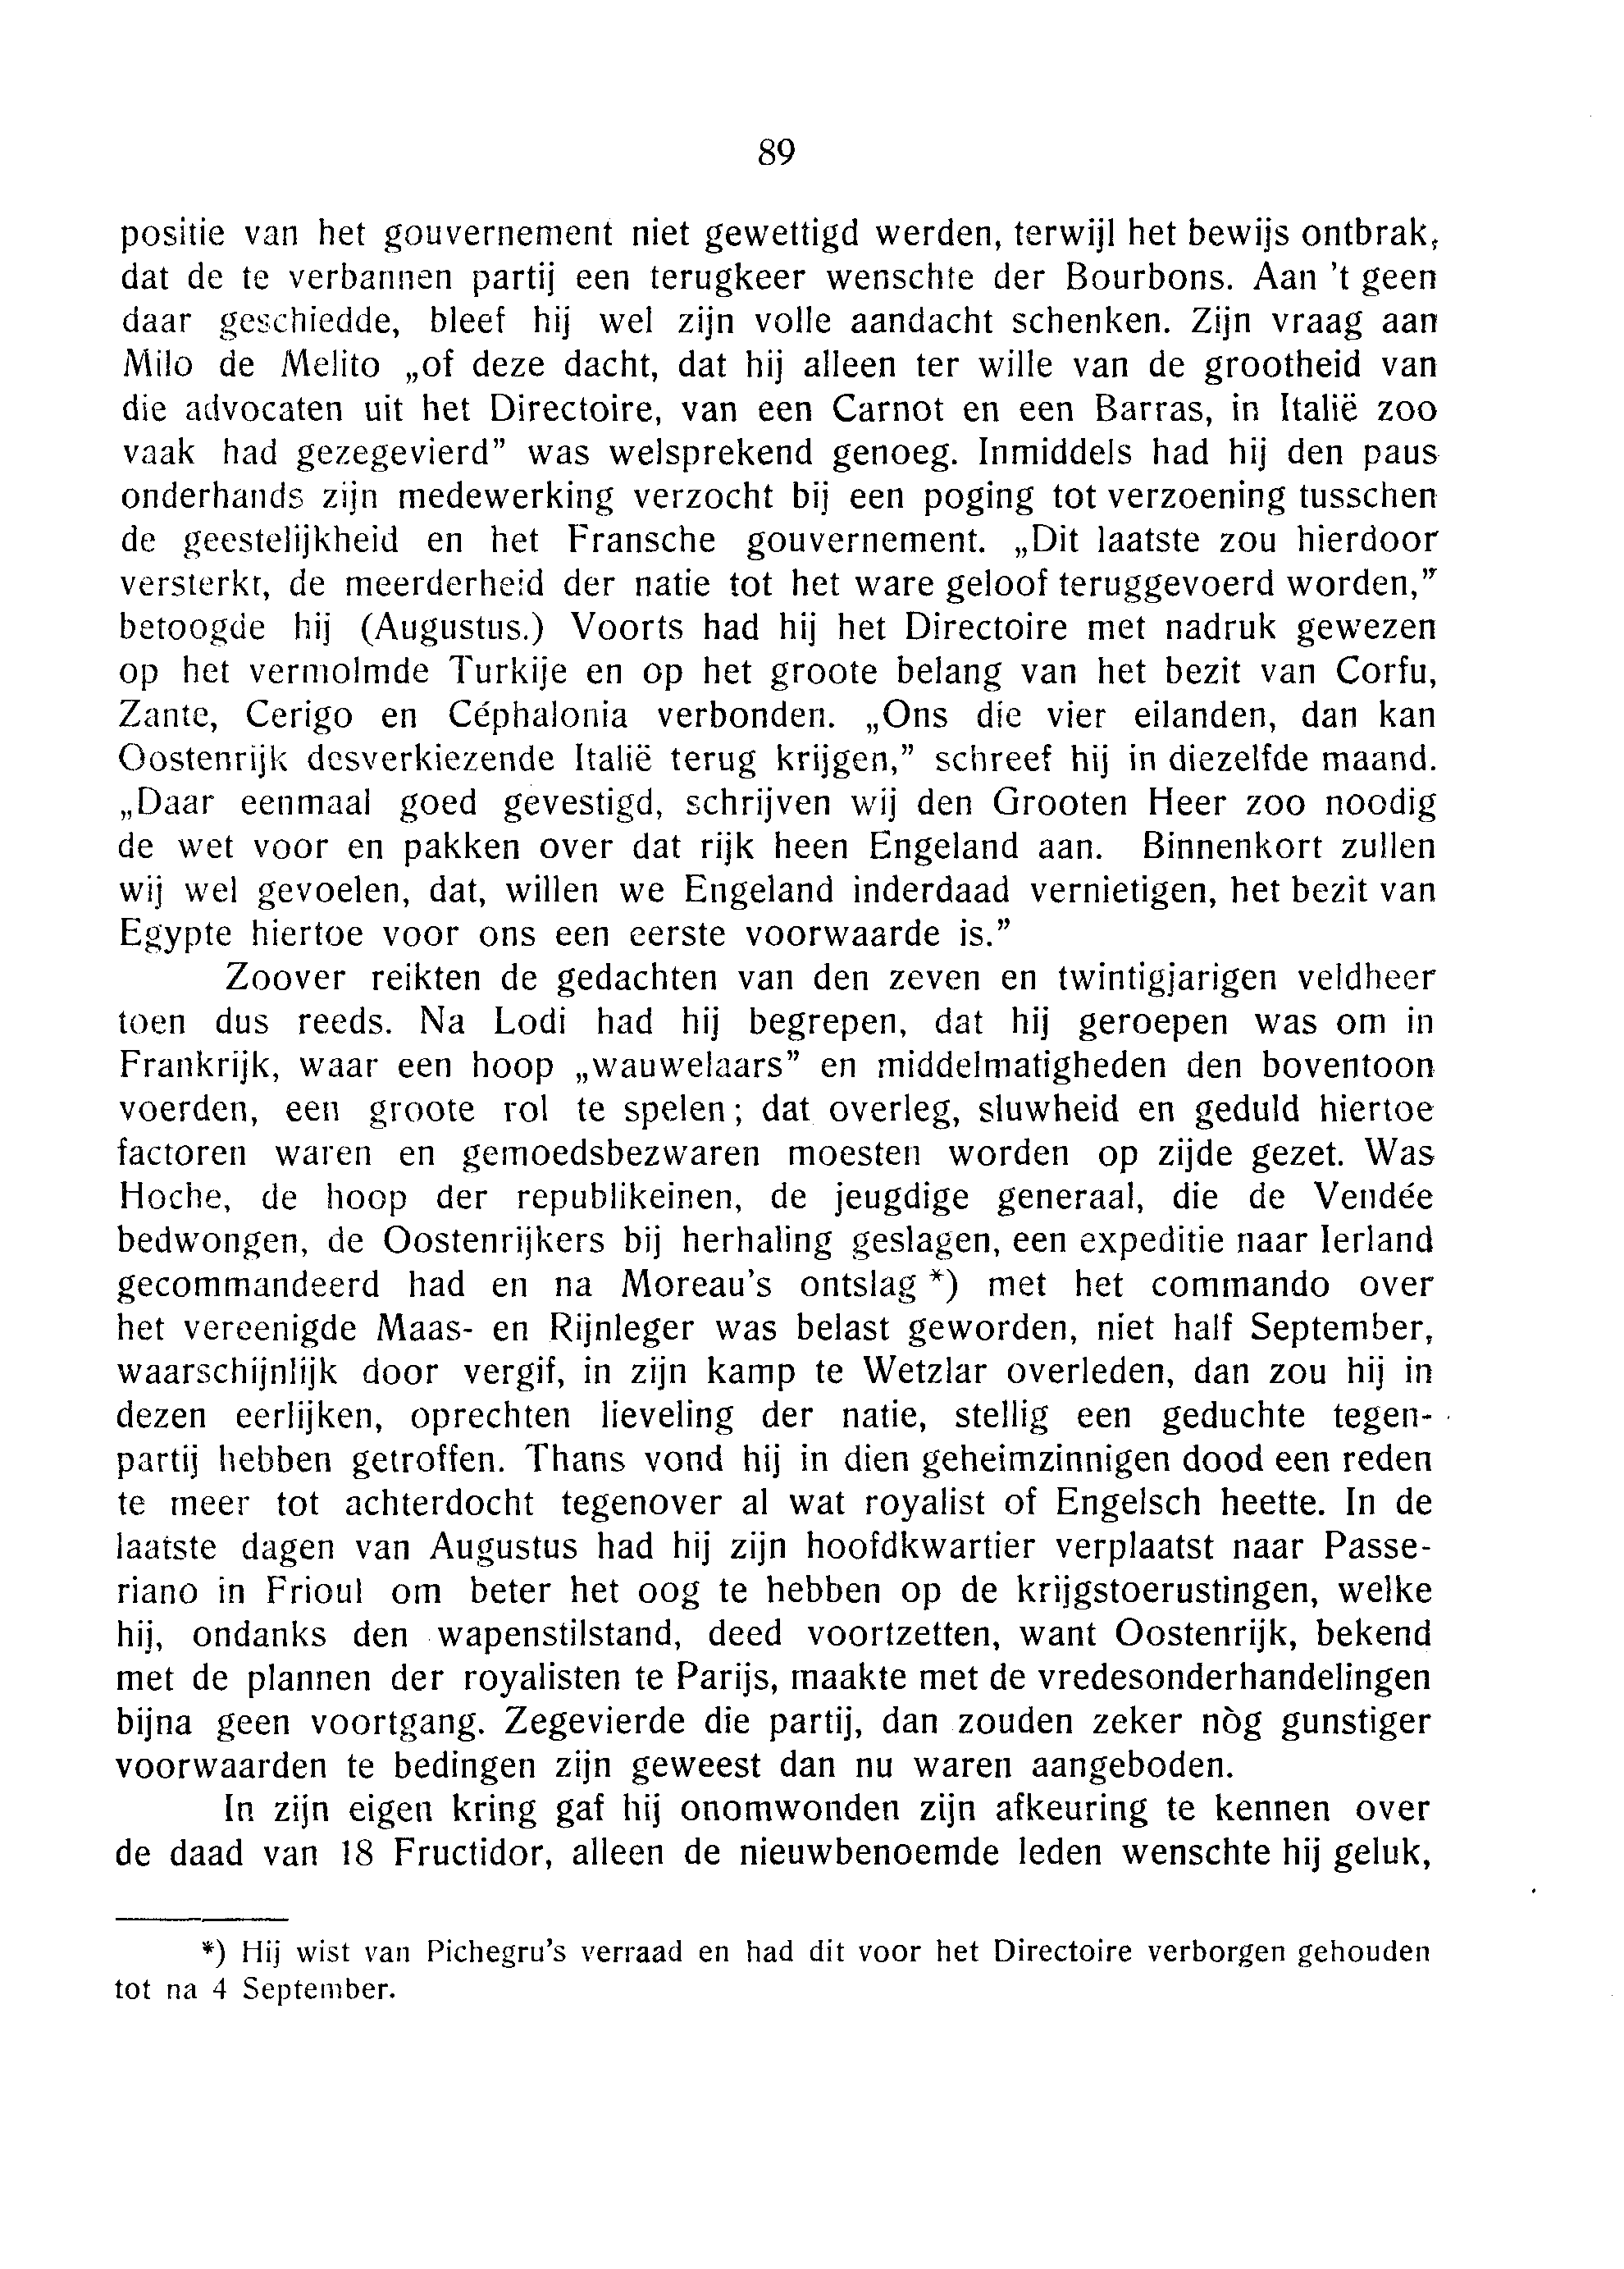 89
positie van het gouvernement niet gewettigd werden, terwijl het bewijs ontbrak,
dat de te verbannen partij een terugkeer wenschte der Bourbons. Aan 't geen
daar geschiedde, bleef hij wel zijn volle aandacht schenken. Zijn vraag aan
Milo de Melito „of deze dacht, dat hij alleen ter wille van de grootheid van
die advocaten uit het Directoire, van een Carnot en een Barras, in Italië zoo
vaak had gezegevierd” was welsprekend genoeg. Inmiddels had hij den paus
onderhands zijn medewerking verzocht bij een poging tot verzoening tusschen
de geestelijkheid en het Fransche gouvernement. „Dit laatste zou hierdoor
versterkt, de meerderheid der natie tot het ware geloof teruggevoerd worden,”
betoogde hij (Augustus.) Voorts had hij het Directoire met nadruk gewezen
op het vermolmde Turkije en op het groote belang van het bezit van Corfu,
Zante, Cerigo en Céphalonia verbonden. „Ons die vier eilanden, dan kan
Oostenrijk desverkiezende Italië terug krijgen,” schreef hij in diezelfde maand.
„Daar eenmaal goed gevestigd, schrijven wij den Grooten Heer zoo noodig
de wet voor en pakken over dat rijk heen Engeland aan. Binnenkort zullen
wij wel gevoelen, dat, willen we Engeland inderdaad vernietigen, het bezit van
Egypte hiertoe voor ons een eerste voorwaarde is.”
Zoover reikten de gedachten van den zeven en twintigjarigen veldheer
toen dus reeds. Na Lodi had hij begrepen, dat hij geroepen was om in
Frankrijk, waar een hoop „wauwelaars” en middelmatigheden den boventoon
voerden, een groote rol te spelen; dat overleg, sluwheid en geduld hiertoe
factoren waren en gemoedsbezwaren moesten worden op zijde gezet. Was
Hoche, de hoop der republikeinen, de jeugdige generaal, die de Vendée
bedwongen, de Oostenrijkers bij herhaling geslagen, een expeditie naar Ierland
gecommandeerd had en na Moreau's ontslag *) met het commando over
het vereenigde Maas- en Rijnleger was belast geworden, niet half September,
waarschijnlijk door vergif, in zijn kamp te Wetzlar overleden, dan zou hij in
dezen eerlijken, oprechten lieveling der natie, stellig een geduchte tegen-
partij hebben getroffen. Thans vond hij in dien geheimzinnigen dood een reden
te meer tot achterdocht tegenover al wat royalist of Engelsch heette. In de
laatste dagen van Augustus had hij zijn hoofdkwartier verplaatst naar Passe-
riano in Frioul om beter het oog te hebben op de krijgstoerustingen, welke
hij, ondanks den wapenstilstand, deed voortzetten, want Oostenrijk, bekend
met de plannen der royalisten te Parijs, maakte met de vredesonderhandelingen
bijna geen voortgang. Zegevierde die partij, dan zouden zeker nòg gunstiger
voorwaarden te bedingen zijn geweest dan nu waren aangeboden.
In zijn eigen kring gaf hij onomwonden zijn afkeuring te kennen over
de daad van 18 Fructidor, alleen de nieuwbenoemde leden wenschte hij geluk,
*) Hij wist van Pichegru's verraad en had dit voor het Directoire verborgen gehouden
tot na 4 September.